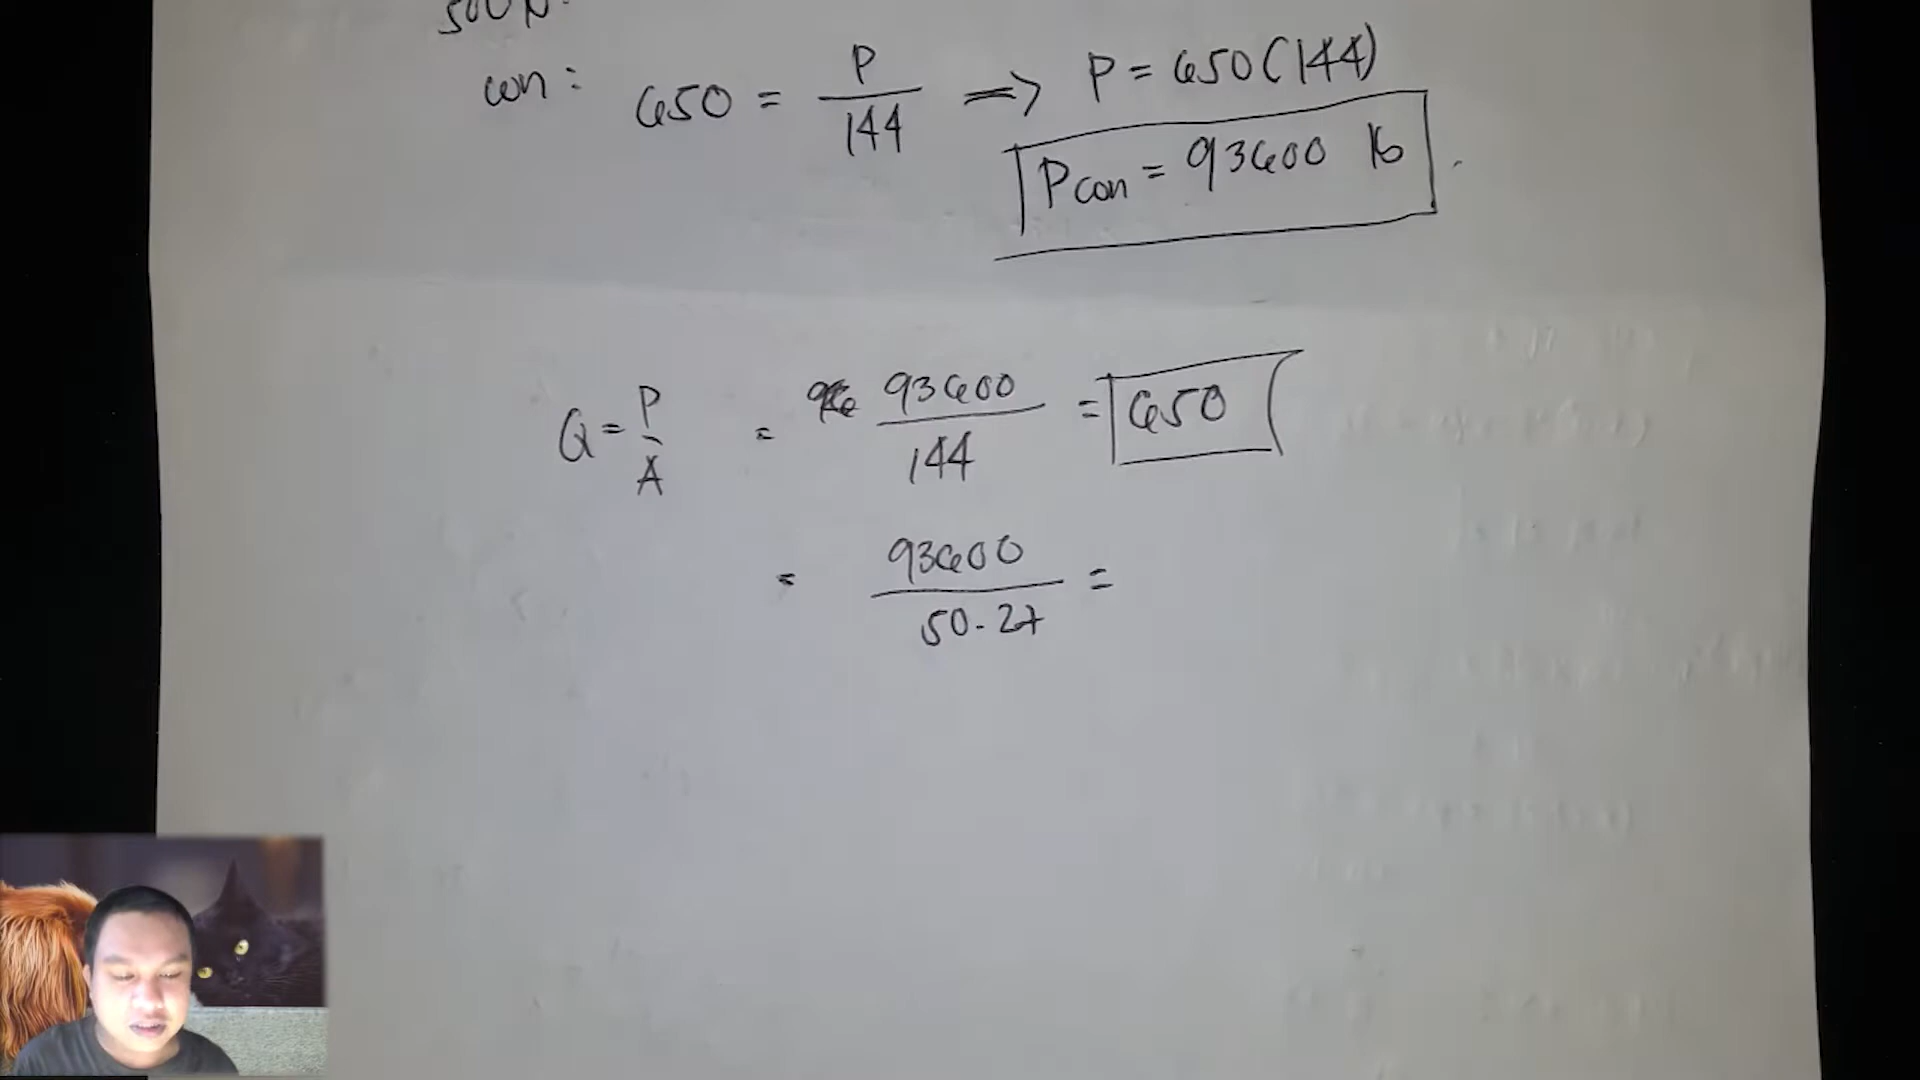 con: 650 = P/144 => P = 650(144)
Pcon = 93600 lb.
Q = P/A = 93600/144 = 650
= 93600/50.27 =